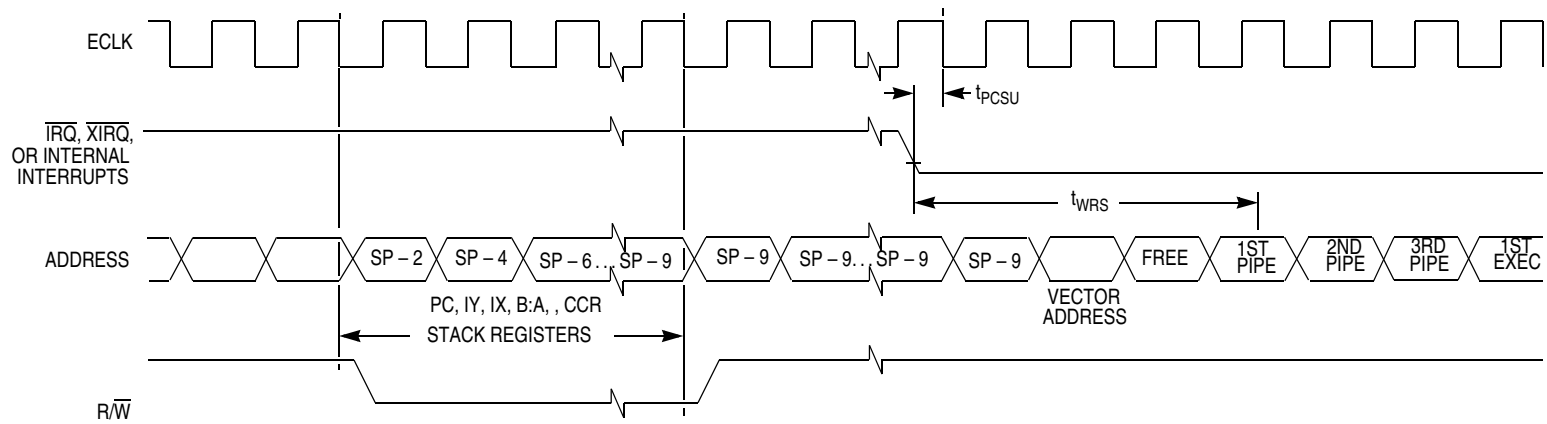 ECLK
t_PCSU
IRQ, XIRQ,
OR INTERNAL
INTERRUPTS
t_WRS
ADDRESS
SP – 2
SP – 4
SP – 6 . . . SP – 9
SP – 9
SP – 9 . . . SP – 9
SP – 9
FREE
1ST
PIPE
2ND
PIPE
3RD
PIPE
1ST
EXEC
VECTOR
ADDRESS
PC, IY, IX, B:A, , CCR
STACK REGISTERS
R/W